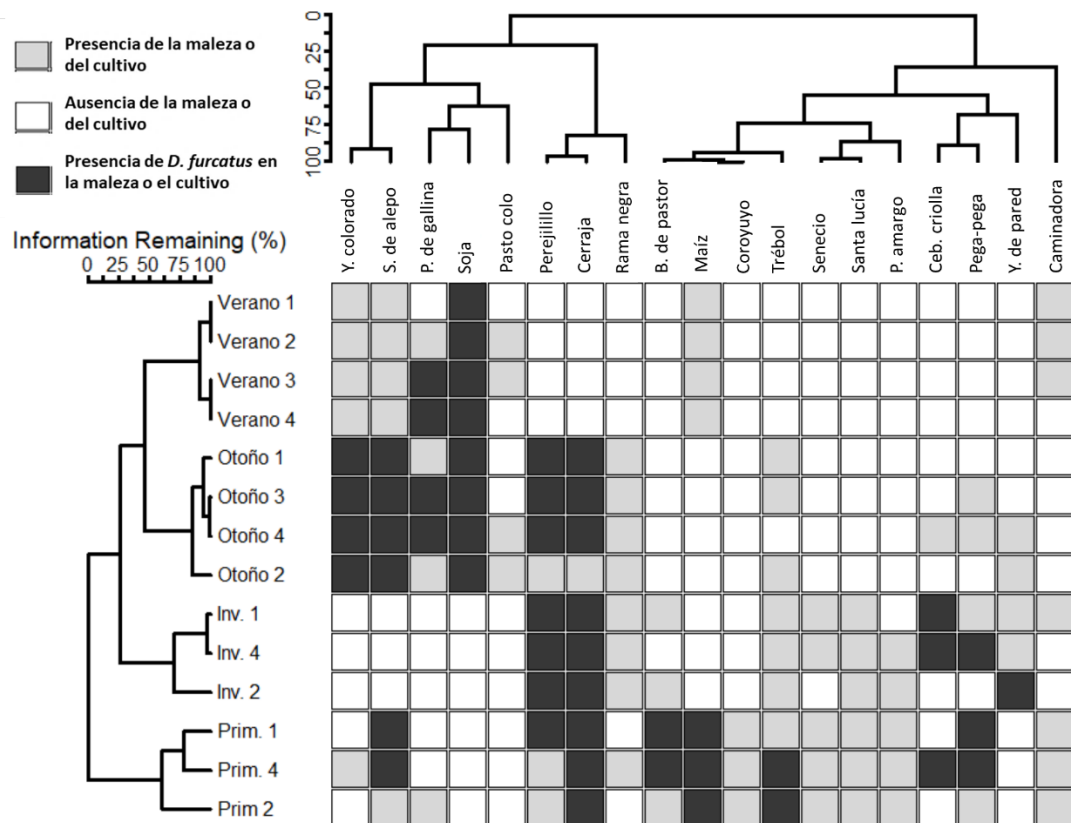 Presencia de la maleza o
del cultivo
Ausencia de la maleza o
del cultivo
Presencia de D. furcatus en
la maleza o el cultivo
0
25
50
75
100
Information Remaining (%)
0 25 50 75 100
Y. colorado
S. de alepo
P. de gallina
Soja
Pasto colo
Perejilillo
Cerraja
Rama negra
B. de pastor
Maíz
Coroyuyo
Trébol
Senecio
Santa lucía
P. amargo
Ceb. criolla
Pega-pega
Y. de pared
Caminadora
Verano 1
Verano 2
Verano 3
Verano 4
Otoño 1
Otoño 3
Otoño 4
Otoño 2
Inv. 1
Inv. 4
Inv. 2
Prim. 1
Prim. 4
Prim 2